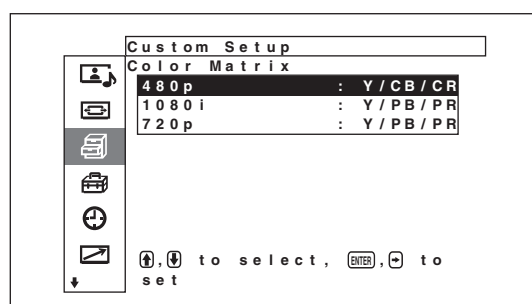 Custom Setup
Color Matrix
480p : Y/CB/CR
1080i : Y/PB/PR
720p : Y/PB/PR
↑,↓ to select, ENTER,→ to
set